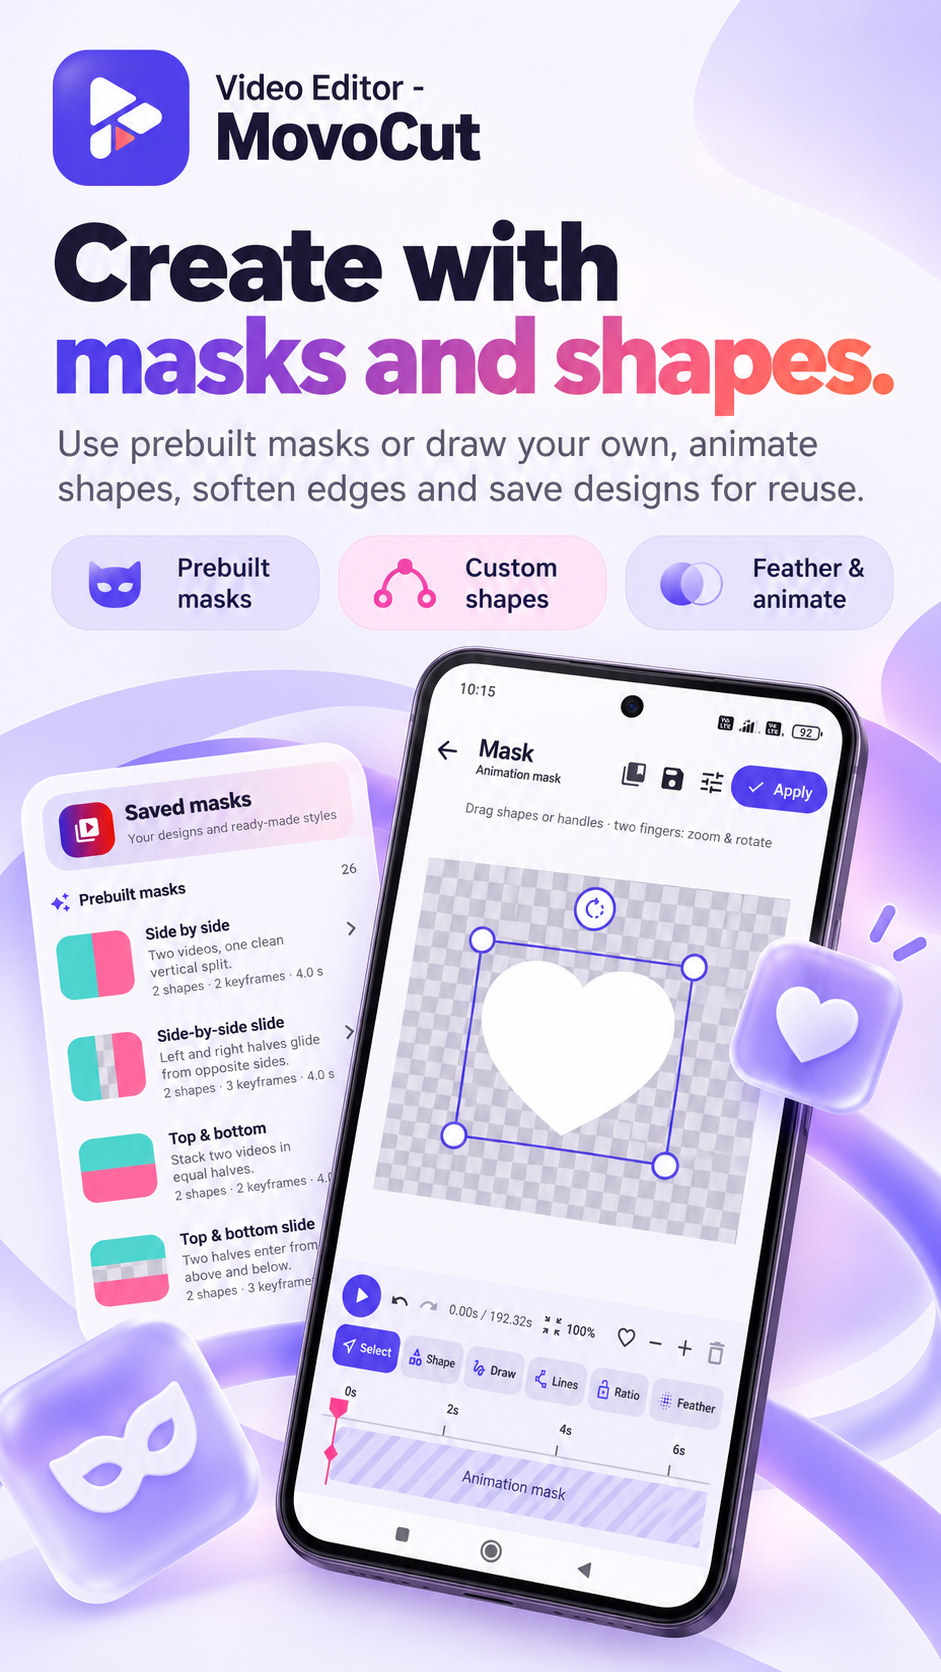 Video Editor -
MovoCut
Create with
masks and shapes.
Use prebuilt masks or draw your own, animate
shapes, soften edges and save designs for reuse.
Prebuilt
masks
Custom
shapes
Feather &
animate
Saved masks
Your designs and ready-made styles
26
Prebuilt masks
Side by side
Two videos, one clean
vertical split.
2 shapes · 2 keyframes · 4.0 s
Side-by-side slide
Left and right halves glide
from opposite sides.
2 shapes · 3 keyframes · 4.0 s
Top & bottom
Stack two videos in
equal halves.
2 shapes · 2 keyframes · 4.0
Top & bottom slide
Two halves enter from
above and below.
2 shapes · 3 keyframe
10:15
92
Mask
Animation mask
Apply
Drag shapes or handles · two fingers: zoom & rotate
0.00s / 192.32s
100%
Select
Shape
Draw
Lines
Ratio
Feather
0s
2s
4s
6s
Animation mask